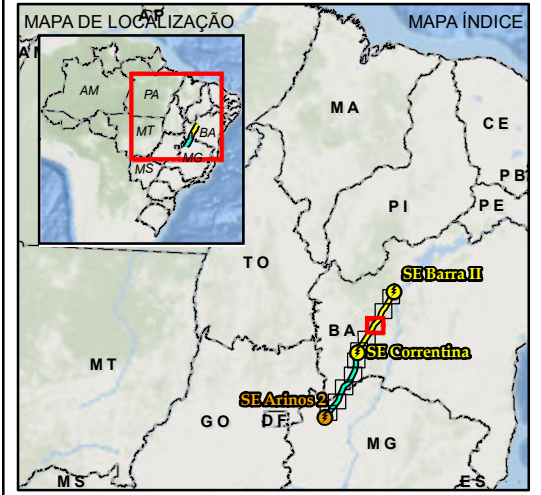 MAPA DE LOCALIZAÇÃO
MAPA ÍNDICE
AM
PA
MT
BA
MG
MS
MA
CE
PB
PI
PE
TO
SE Barra II
BA
SE Correntina
MT
SE Arinos 2
GO
DF
MG
MS
ES